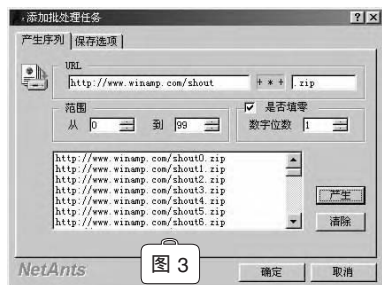 添加批处理任务
产生序列 保存选项
URL
http://www.winamp.com/shout + * + .zip
范围
从 0 到 99
是否填零
数字位数 1
http://www.winamp.com/shout0.zip
http://www.winamp.com/shout1.zip
http://www.winamp.com/shout2.zip
http://www.winamp.com/shout3.zip
http://www.winamp.com/shout4.zip
http://www.winamp.com/shout5.zip
http://www.winamp.com/shout6.zip
产生
清除
NetAnts
图 3
确定 取消